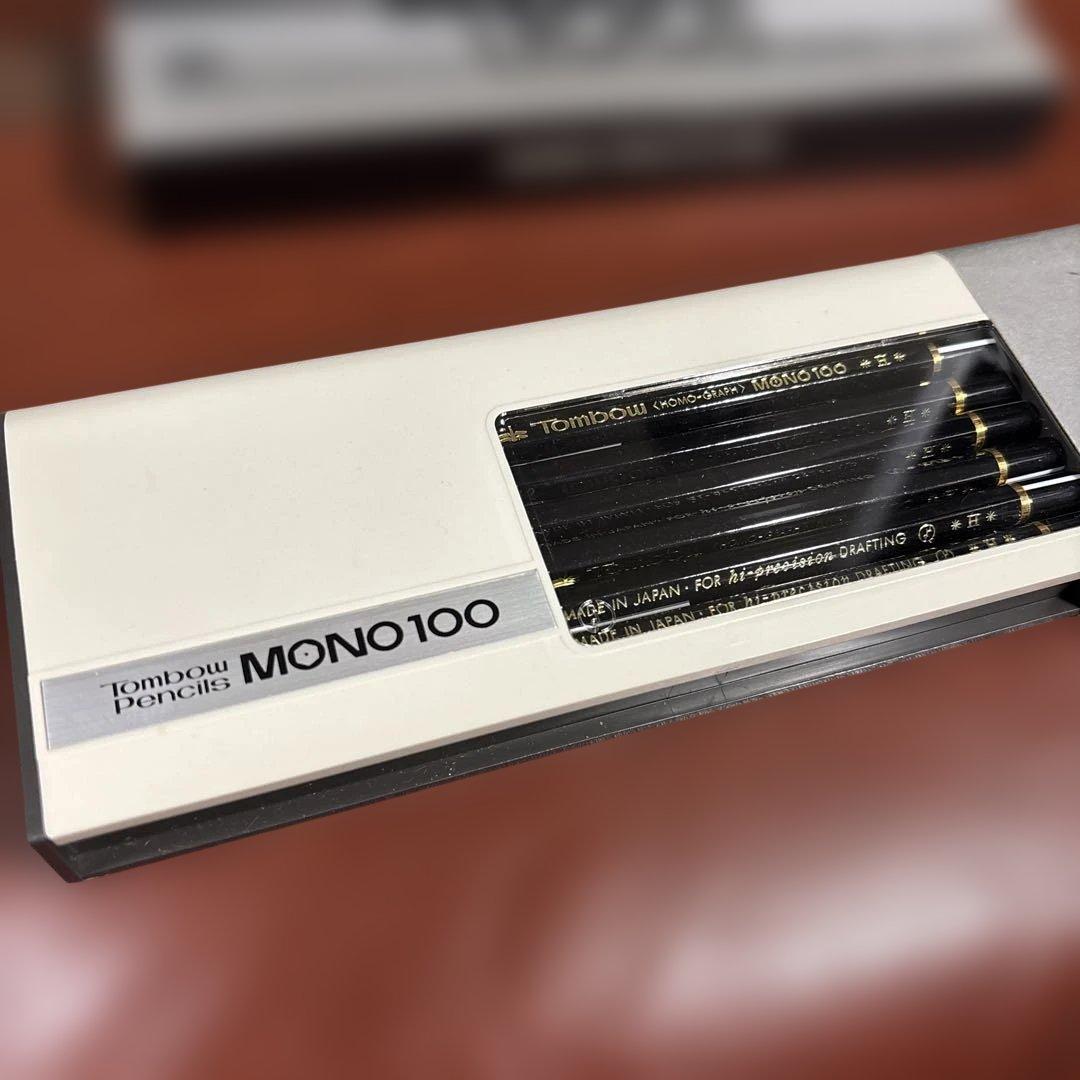 Tombow <HOMO-GRAPH> MONO100 *H*
*H*
*H*
MADE IN JAPAN · FOR hi-precision DRAFTING *H*
MADE IN JAPAN · FOR hi-precision DRAFTING *H*
Tombow
Pencils
MONO100